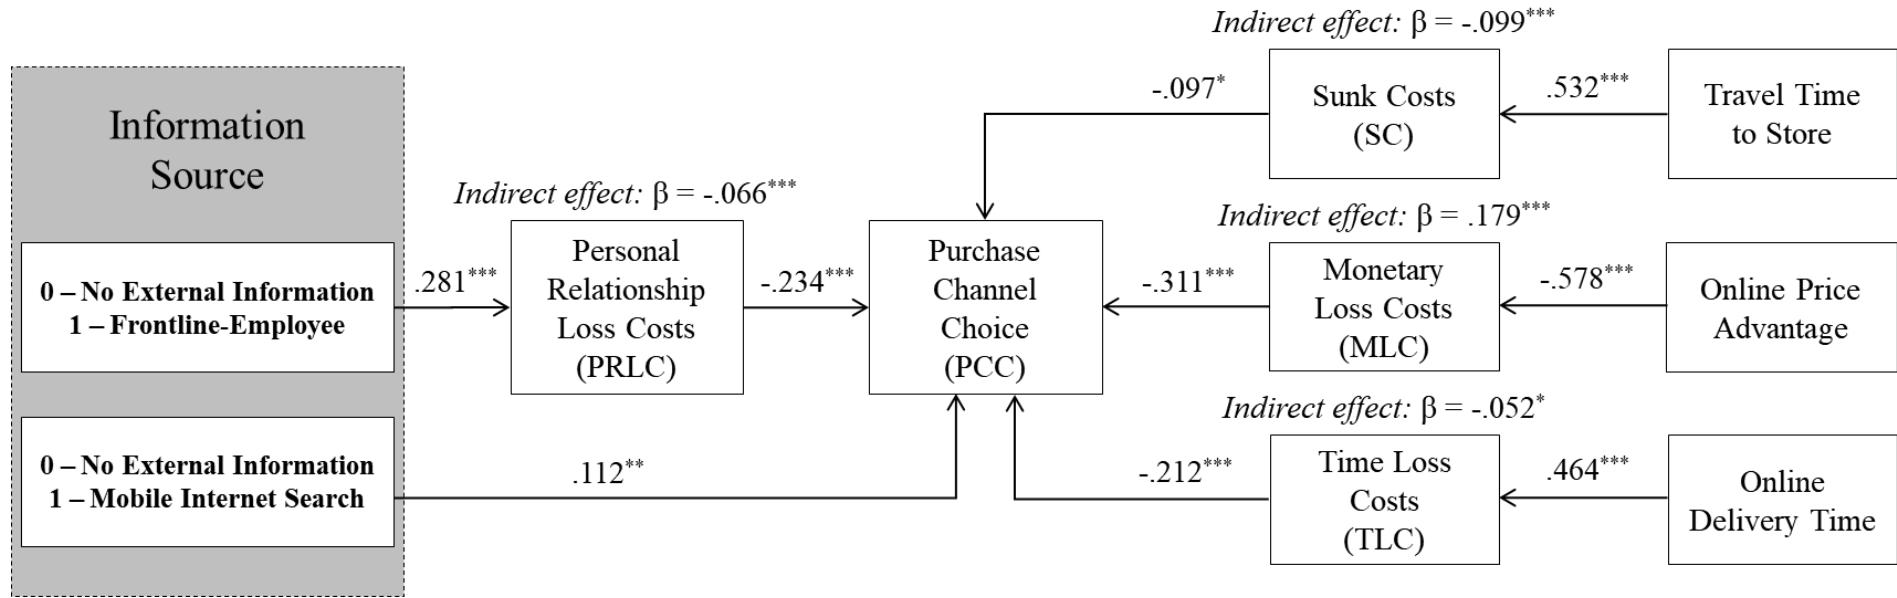 Information
Source
0 – No External Information
1 – Frontline-Employee
0 – No External Information
1 – Mobile Internet Search
.281***
Indirect effect: β = -.066***
Personal
Relationship
Loss Costs
(PRLC)
-.234***
.112**
Purchase
Channel
Choice
(PCC)
Indirect effect: β = -.099***
-.097*
Sunk Costs
(SC)
.532***
Travel Time
to Store
Indirect effect: β = .179***
-.311***
Monetary
Loss Costs
(MLC)
-.578***
Online Price
Advantage
Indirect effect: β = -.052*
-.212***
Time Loss
Costs
(TLC)
.464***
Online
Delivery Time